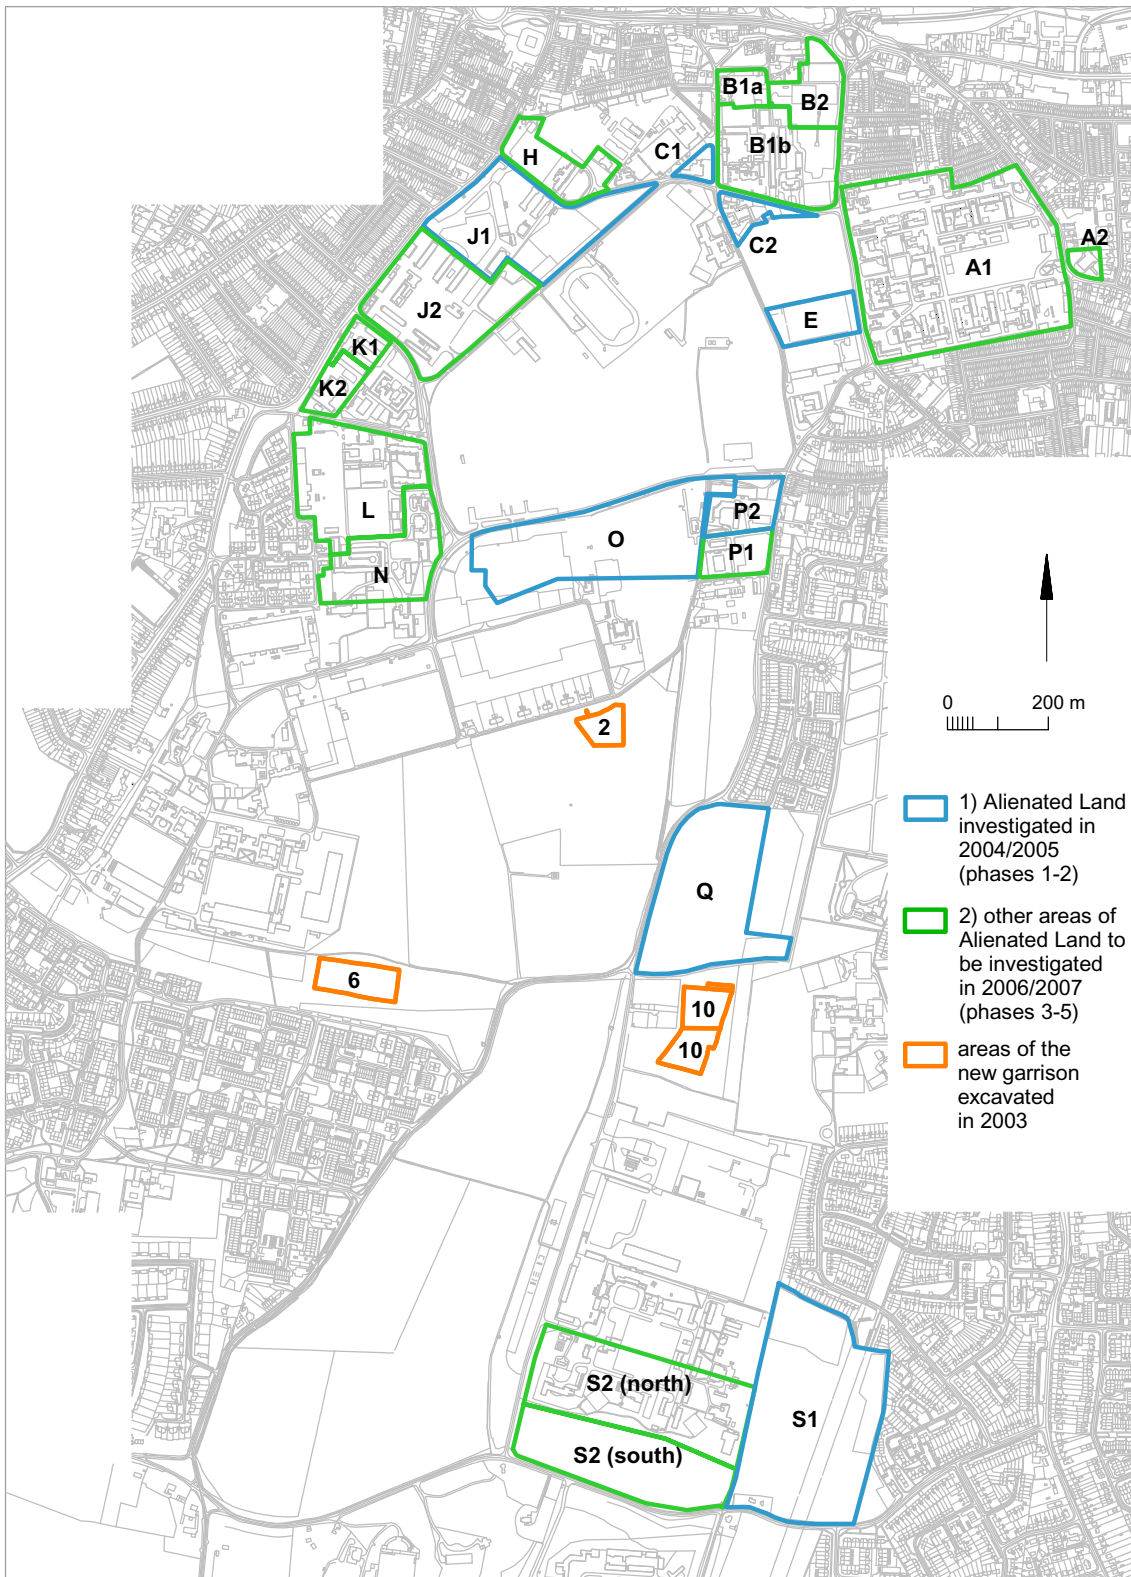 B1a
B2
B1b
H
C1
J1
C2
A2
A1
E
J2
K1
K2
L
P2
O
P1
N
0 200 m
2
1) Alienated Land
investigated in
2004/2005
(phases 1-2)
Q
2) other areas of
Alienated Land to
be investigated
in 2006/2007
(phases 3-5)
6
10
10
areas of the
new garrison
excavated
in 2003
S2 (north)
S1
S2 (south)